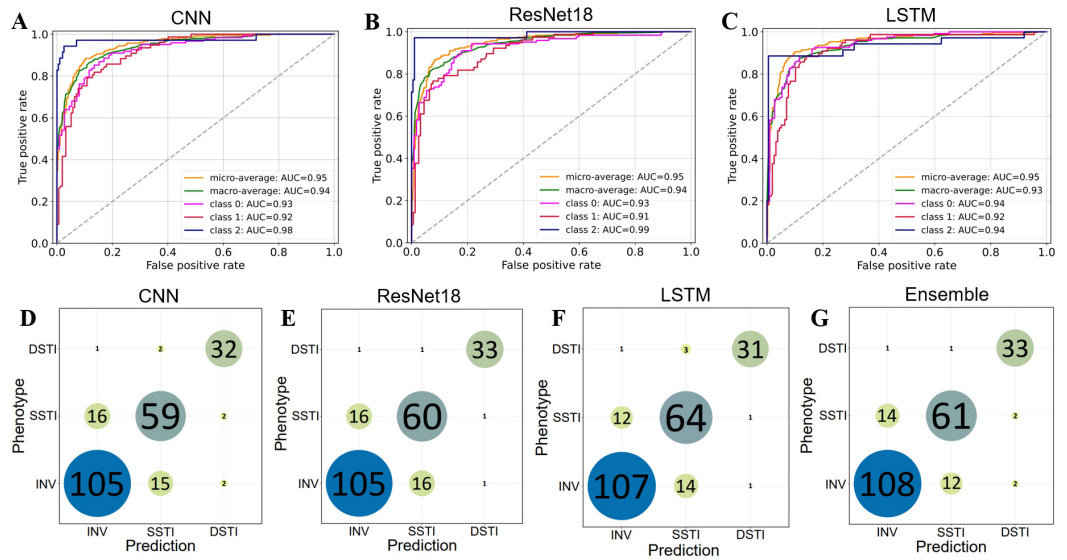 A
CNN
True positive rate
1.0
0.8
0.6
0.4
0.2
0.0
micro-average: AUC=0.95
macro-average: AUC=0.94
class 0: AUC=0.93
class 1: AUC=0.92
class 2: AUC=0.98
0.0 0.2 0.4 0.6 0.8 1.0
False positive rate
B
ResNet18
True positive rate
1.0
0.8
0.6
0.4
0.2
0.0
micro-average: AUC=0.95
macro-average: AUC=0.94
class 0: AUC=0.93
class 1: AUC=0.91
class 2: AUC=0.99
0.0 0.2 0.4 0.6 0.8 1.0
False positive rate
C
LSTM
True positive rate
1.0
0.8
0.6
0.4
0.2
0.0
micro-average: AUC=0.95
macro-average: AUC=0.93
class 0: AUC=0.94
class 1: AUC=0.92
class 2: AUC=0.94
0.0 0.2 0.4 0.6 0.8 1.0
False positive rate
D
CNN
Phenotype
DSTI 1 2 32
SSTI 16 59 2
INV 105 15 2
INV SSTI DSTI
Prediction
E
ResNet18
Phenotype
DSTI 1 1 33
SSTI 16 60 1
INV 105 16 1
INV SSTI DSTI
Prediction
F
LSTM
Phenotype
DSTI 1 3 31
SSTI 12 64 1
INV 107 14 1
INV SSTI DSTI
Prediction
G
Ensemble
Phenotype
DSTI 1 1 33
SSTI 14 61 2
INV 108 12 2
INV SSTI DSTI
Prediction